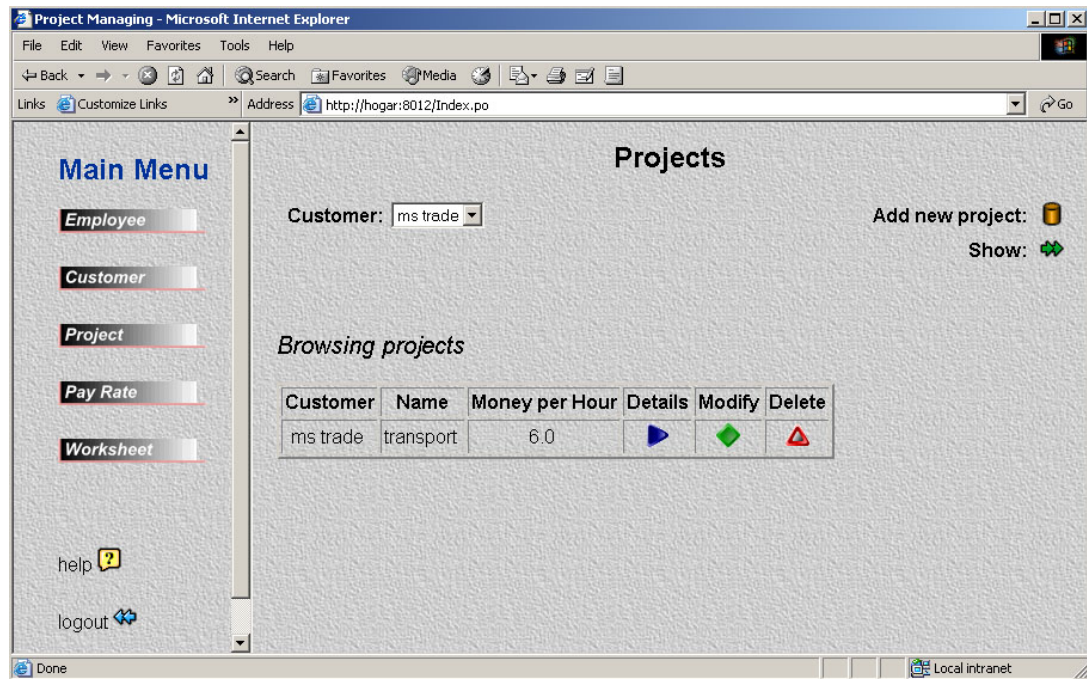 Project Managing - Microsoft Internet Explorer
File Edit View Favorites Tools Help
Back Search Favorites Media
Links Customize Links » Address http://hogar:8012/Index.po Go
Main Menu
Employee
Customer
Project
Pay Rate
Worksheet
help ?
logout
Projects
Customer: ms trade Add new project:
Show:
Browsing projects
Customer Name Money per Hour Details Modify Delete
ms trade transport 6.0
Done Local intranet